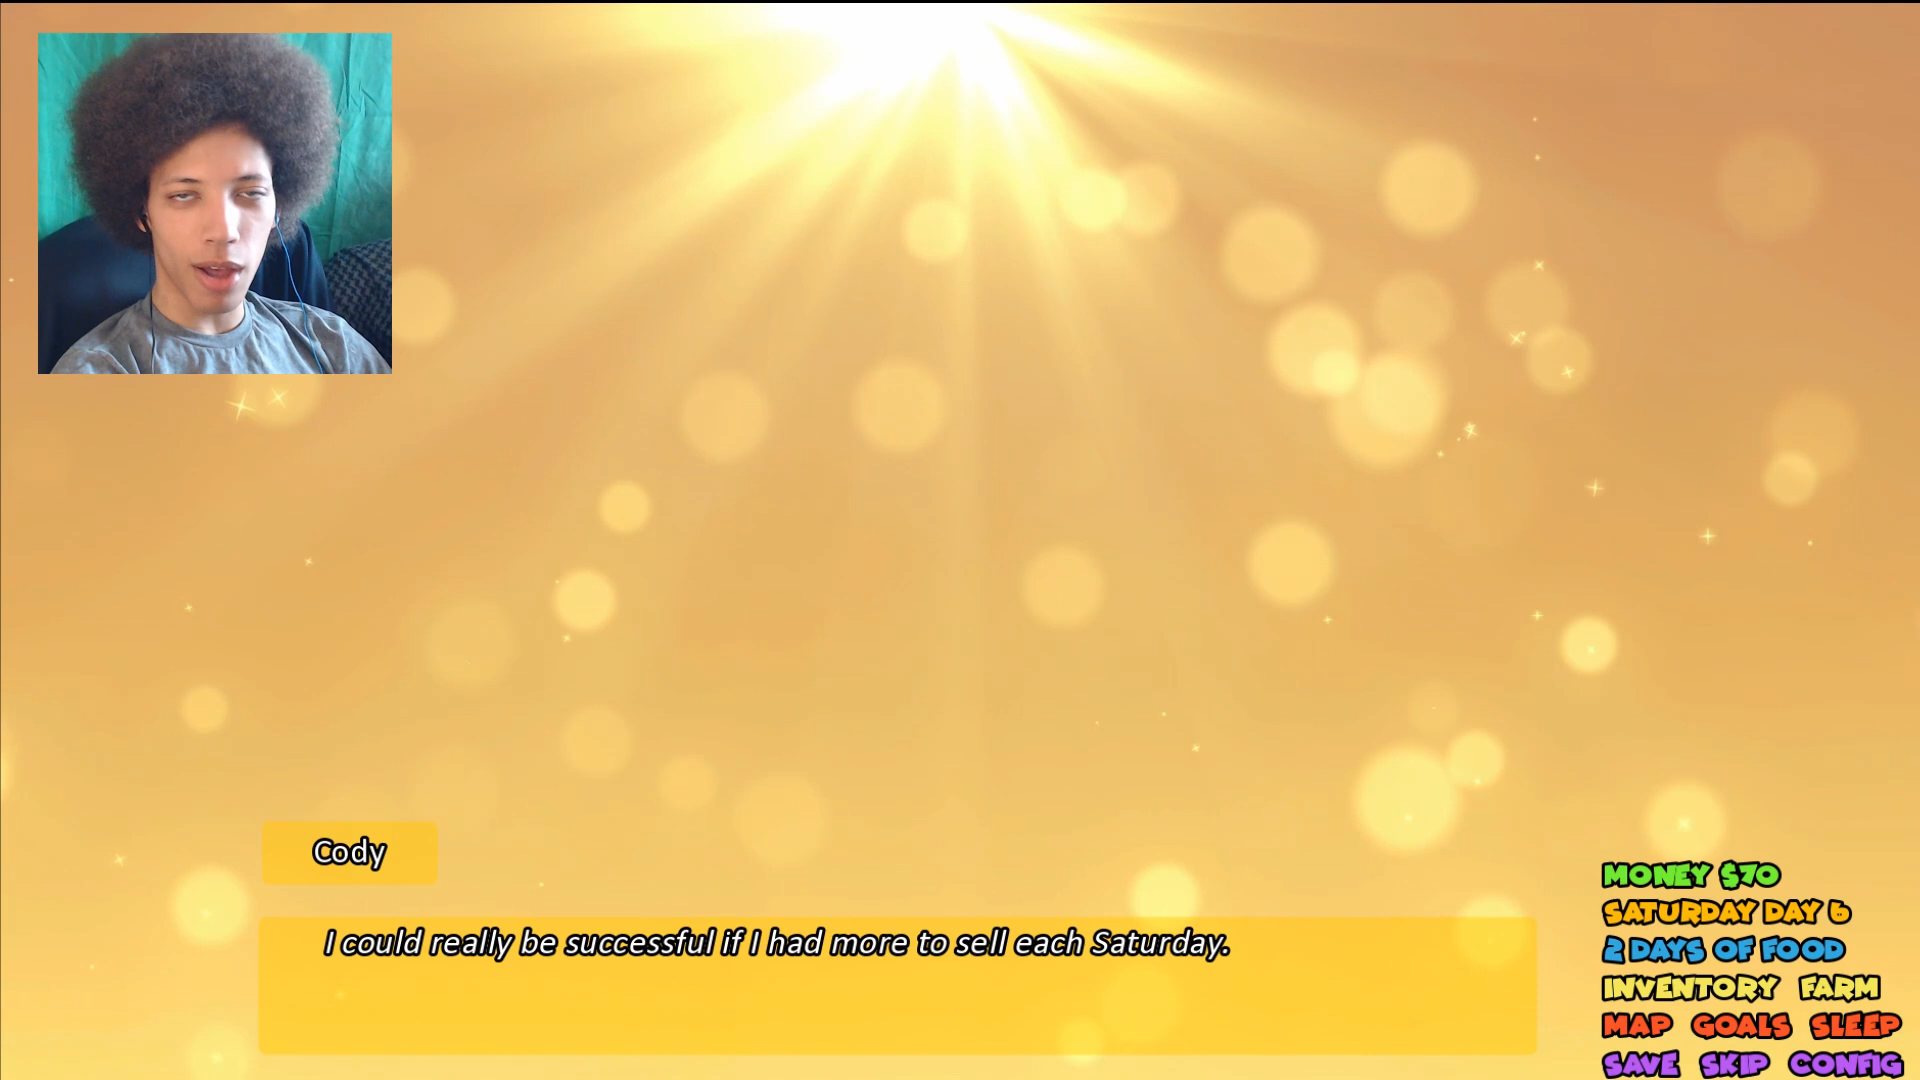 Cody
I could really be successful if I had more to sell each Saturday.
MONEY $70
SATURDAY DAY 6
2 DAYS OF FOOD
INVENTORY FARM
MAP GOALS SLEEP
SAVE SKIP CONFIG